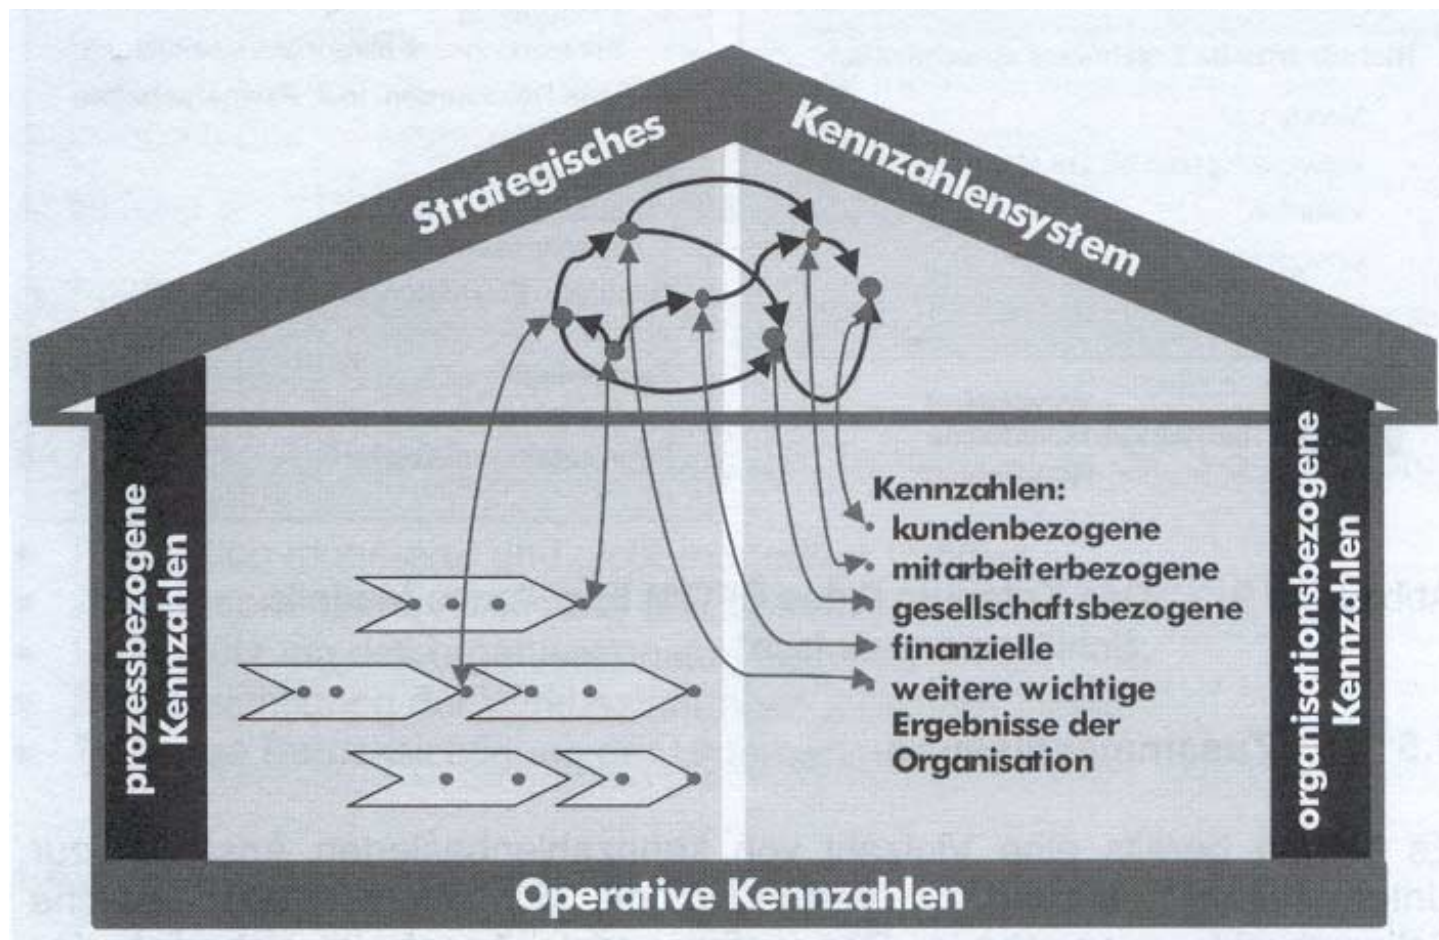 Strategisches
Kennzahlensystem
prozessbezogene
Kennzahlen
Kennzahlen:
kundenbezogene
mitarbeiterbezogene
gesellschaftsbezogene
finanzielle
weitere wichtige
Ergebnisse der
Organisation
organisationsbezogene
Kennzahlen
Operative Kennzahlen